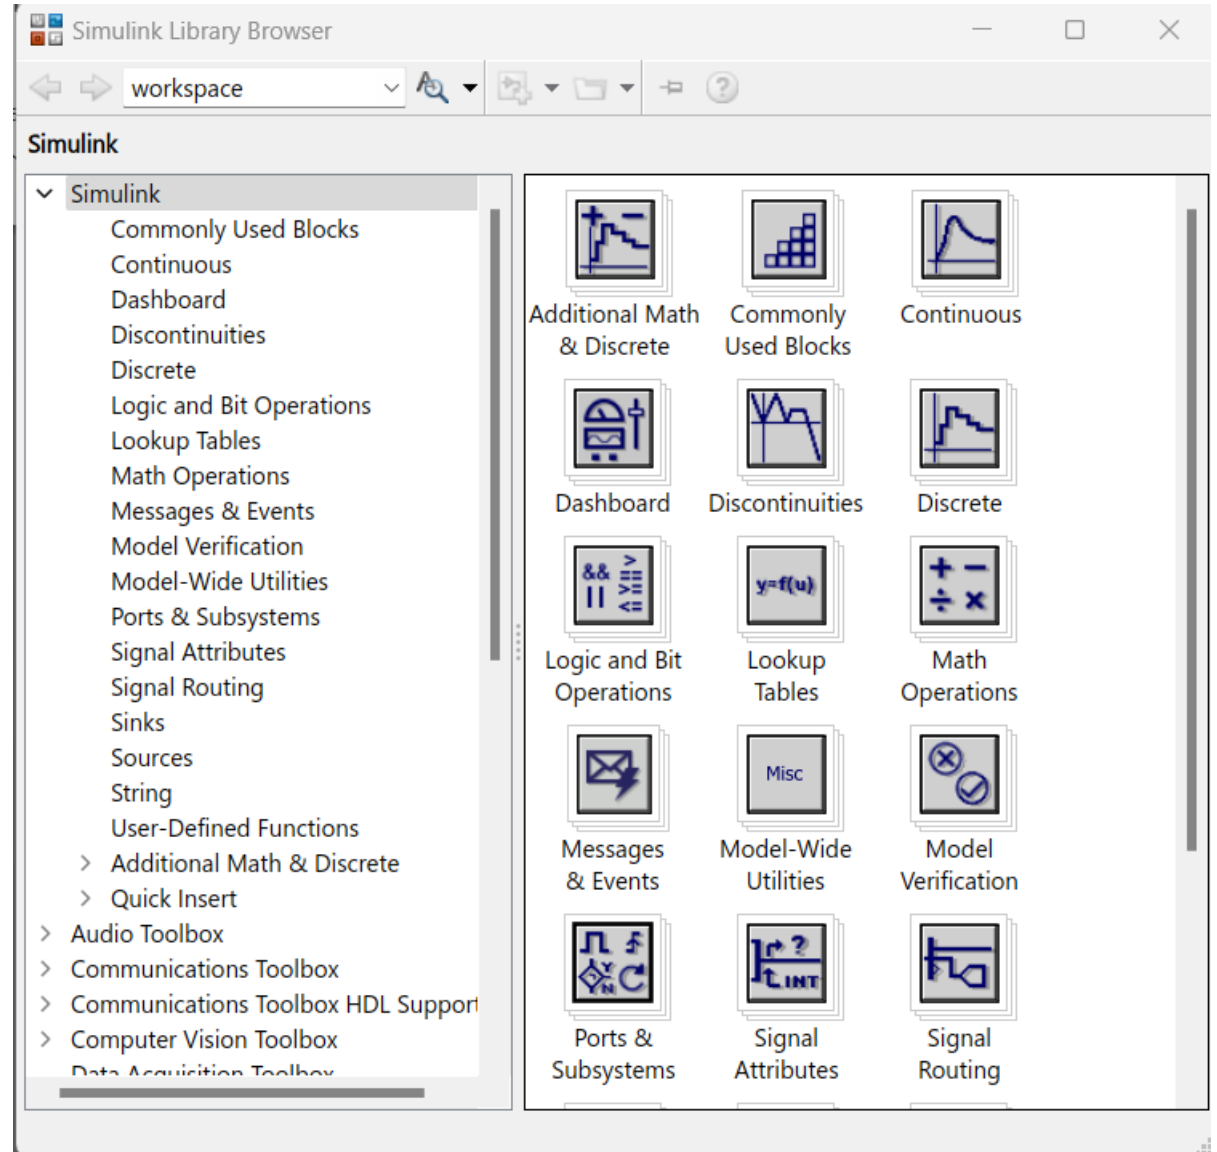 Simulink Library Browser
workspace
Simulink
Simulink
Commonly Used Blocks
Continuous
Dashboard
Discontinuities
Discrete
Logic and Bit Operations
Lookup Tables
Math Operations
Messages & Events
Model Verification
Model-Wide Utilities
Ports & Subsystems
Signal Attributes
Signal Routing
Sinks
Sources
String
User-Defined Functions
Additional Math & Discrete
Quick Insert
Audio Toolbox
Communications Toolbox
Communications Toolbox HDL Support
Computer Vision Toolbox
Data Acquisition Toolbox
Additional Math
& Discrete
Commonly
Used Blocks
Continuous
Dashboard
Discontinuities
Discrete
&& > ==
|| >= <=
Logic and Bit
Operations
y=f(u)
Lookup
Tables
+ −
÷ ×
Math
Operations
Messages
& Events
Misc
Model-Wide
Utilities
Model
Verification
Y
N
Ports &
Subsystems
?
INT
Signal
Attributes
Signal
Routing